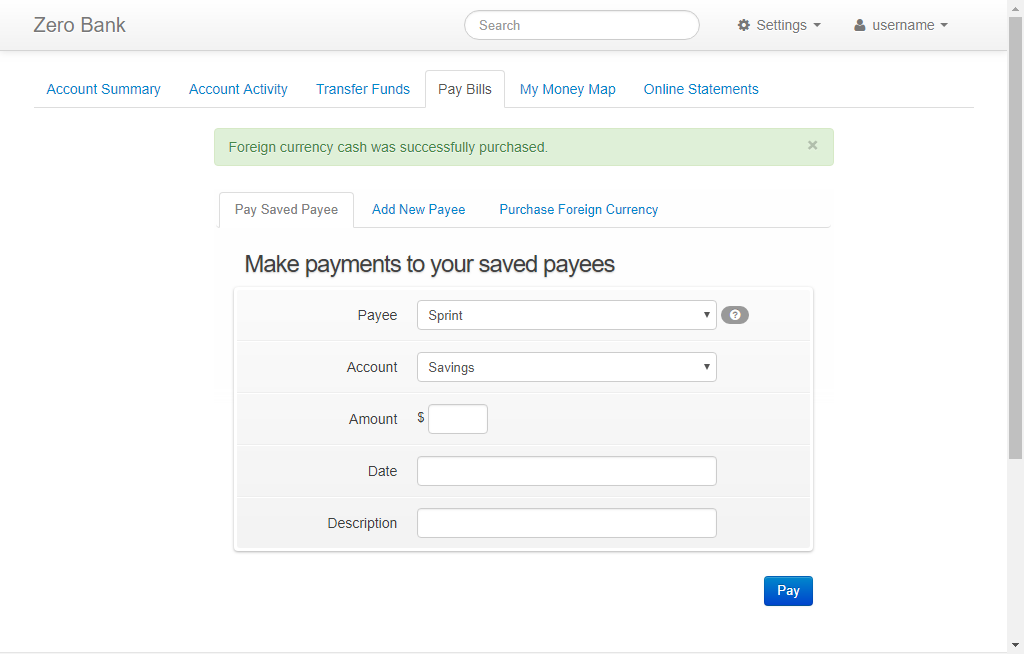 Zero Bank Search Settings username
Account Summary Account Activity Transfer Funds Pay Bills My Money Map Online Statements
Foreign currency cash was successfully purchased. ×
Pay Saved Payee Add New Payee Purchase Foreign Currency
Make payments to your saved payees
Payee Sprint ?
Account Savings
Amount $
Date
Description
Pay